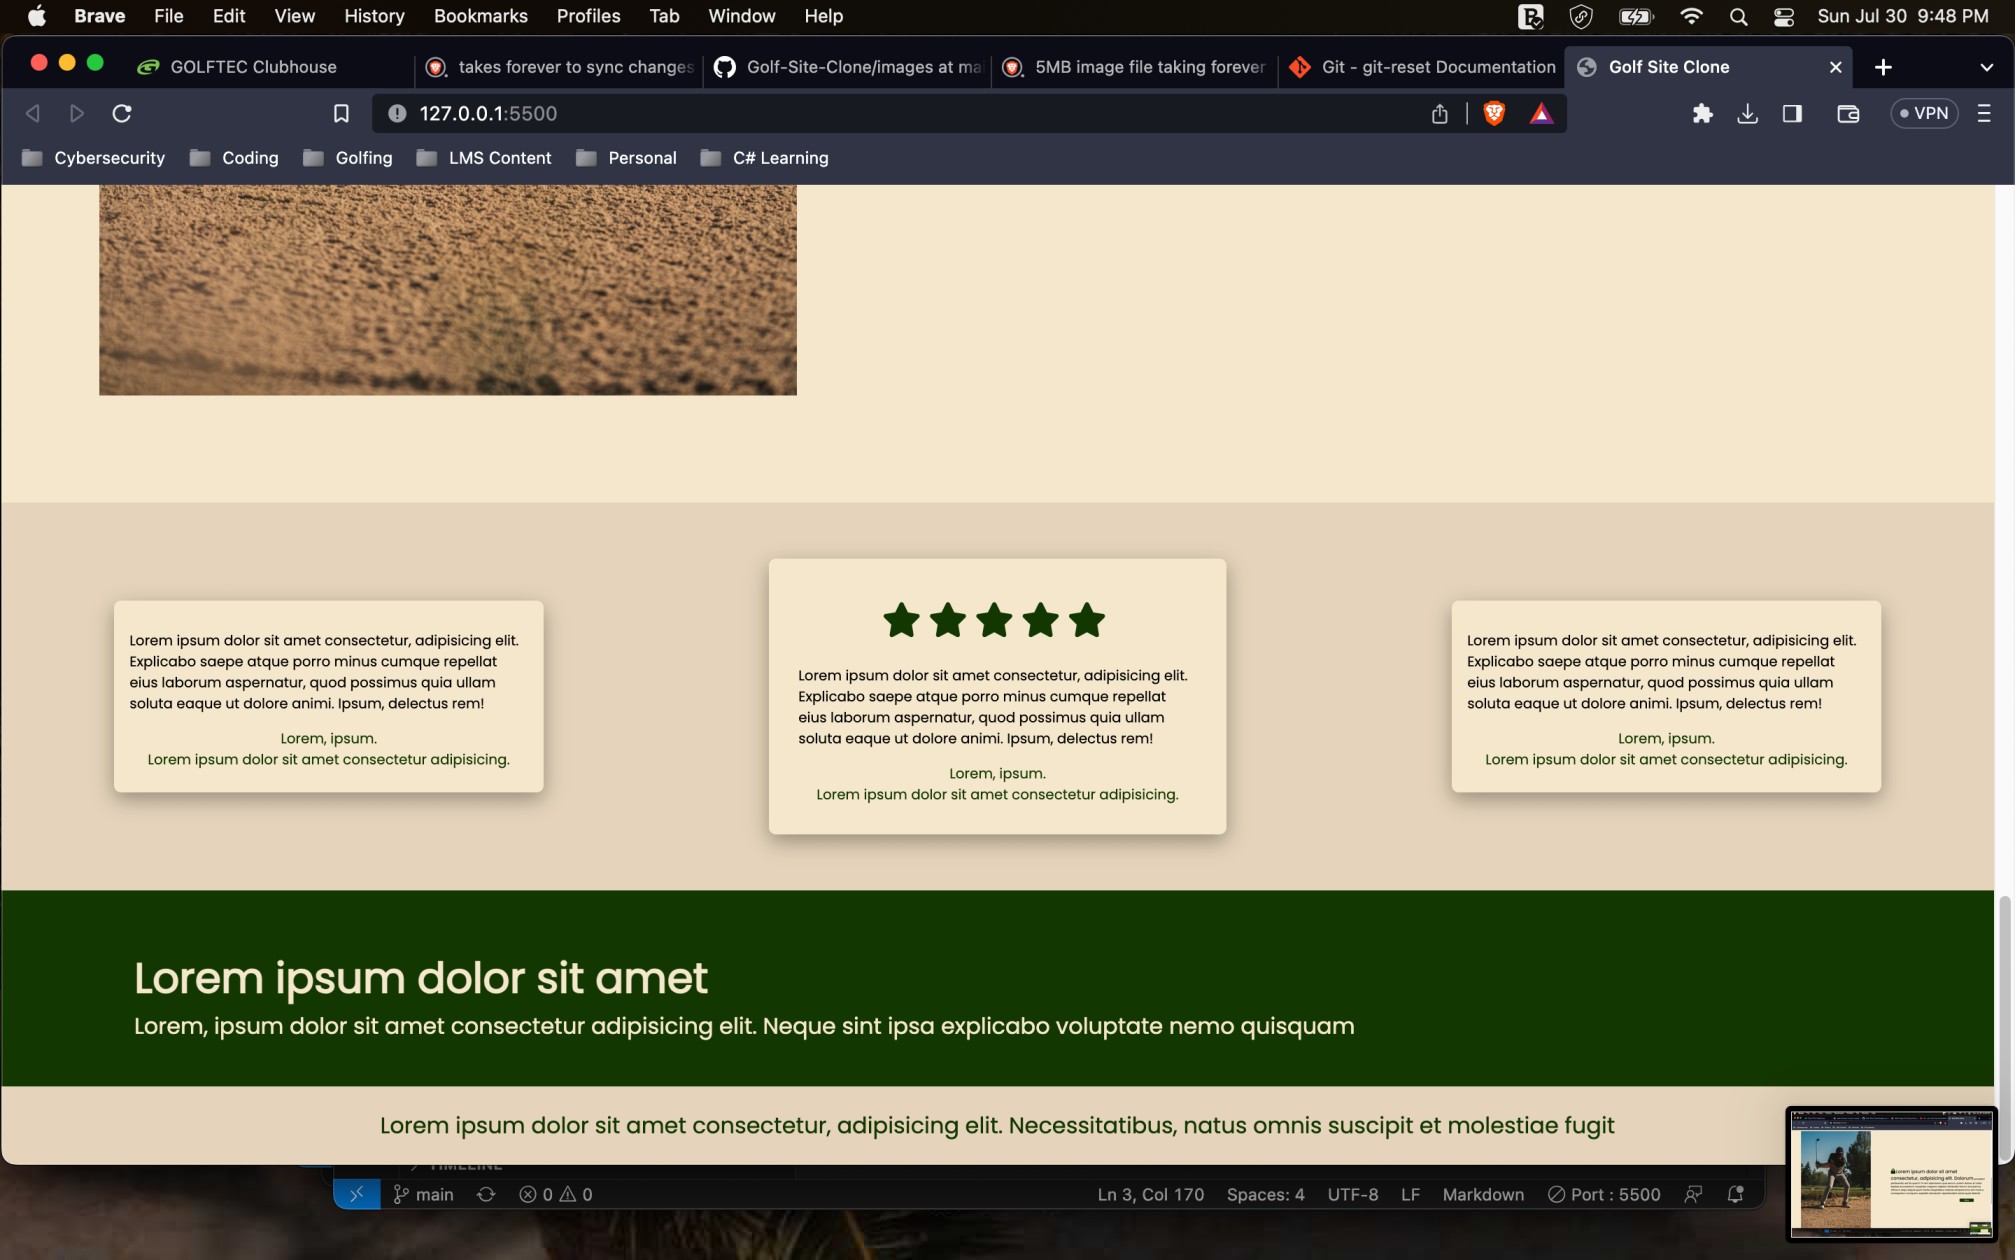 Brave File Edit View History Bookmarks Profiles Tab Window Help Sun Jul 30 9:48 PM
GOLFTEC Clubhouse takes forever to sync changes Golf-Site-Clone/images at ma 5MB image file taking forever Git - git-reset Documentation Golf Site Clone
127.0.0.1:5500 VPN
Cybersecurity Coding Golfing LMS Content Personal C# Learning
Lorem ipsum dolor sit amet consectetur, adipisicing elit.
Explicabo saepe atque porro minus cumque repellat
eius laborum aspernatur, quod possimus quia ullam
soluta eaque ut dolore animi. Ipsum, delectus rem!
Lorem, ipsum.
Lorem ipsum dolor sit amet consectetur adipisicing.
Lorem ipsum dolor sit amet consectetur, adipisicing elit.
Explicabo saepe atque porro minus cumque repellat
eius laborum aspernatur, quod possimus quia ullam
soluta eaque ut dolore animi. Ipsum, delectus rem!
Lorem, ipsum.
Lorem ipsum dolor sit amet consectetur adipisicing.
Lorem ipsum dolor sit amet consectetur, adipisicing elit.
Explicabo saepe atque porro minus cumque repellat
eius laborum aspernatur, quod possimus quia ullam
soluta eaque ut dolore animi. Ipsum, delectus rem!
Lorem, ipsum.
Lorem ipsum dolor sit amet consectetur adipisicing.
Lorem ipsum dolor sit amet
Lorem, ipsum dolor sit amet consectetur adipisicing elit. Neque sint ipsa explicabo voluptate nemo quisquam
Lorem ipsum dolor sit amet consectetur, adipisicing elit. Necessitatibus, natus omnis suscipit et molestiae fugit
TIMELINE
main 0 0 Ln 3, Col 170 Spaces: 4 UTF-8 LF Markdown Port : 5500